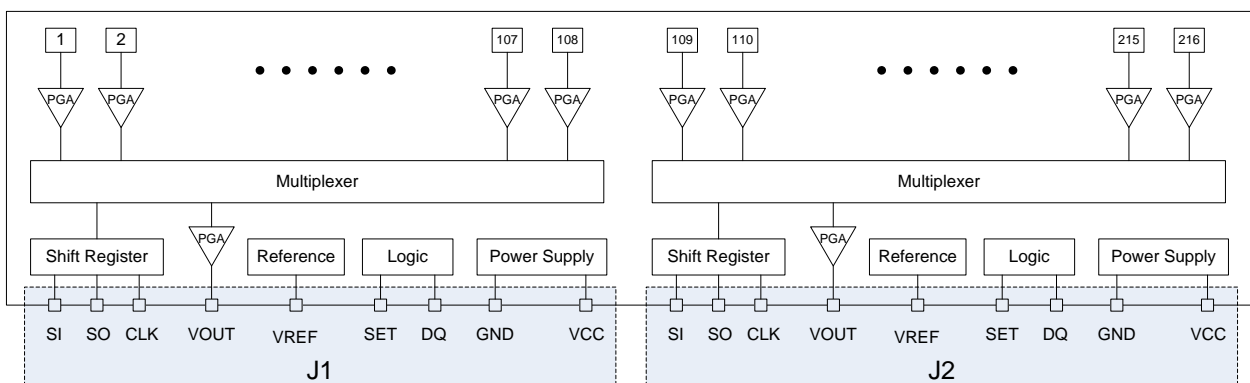 1 2 107 108 109 110 215 216
PGA PGA PGA PGA PGA PGA PGA PGA
Multiplexer Multiplexer
PGA PGA
Shift Register Reference Logic Power Supply Shift Register Reference Logic Power Supply
SI SO CLK VOUT VREF SET DQ GND VCC SI SO CLK VOUT VREF SET DQ GND VCC
J1 J2